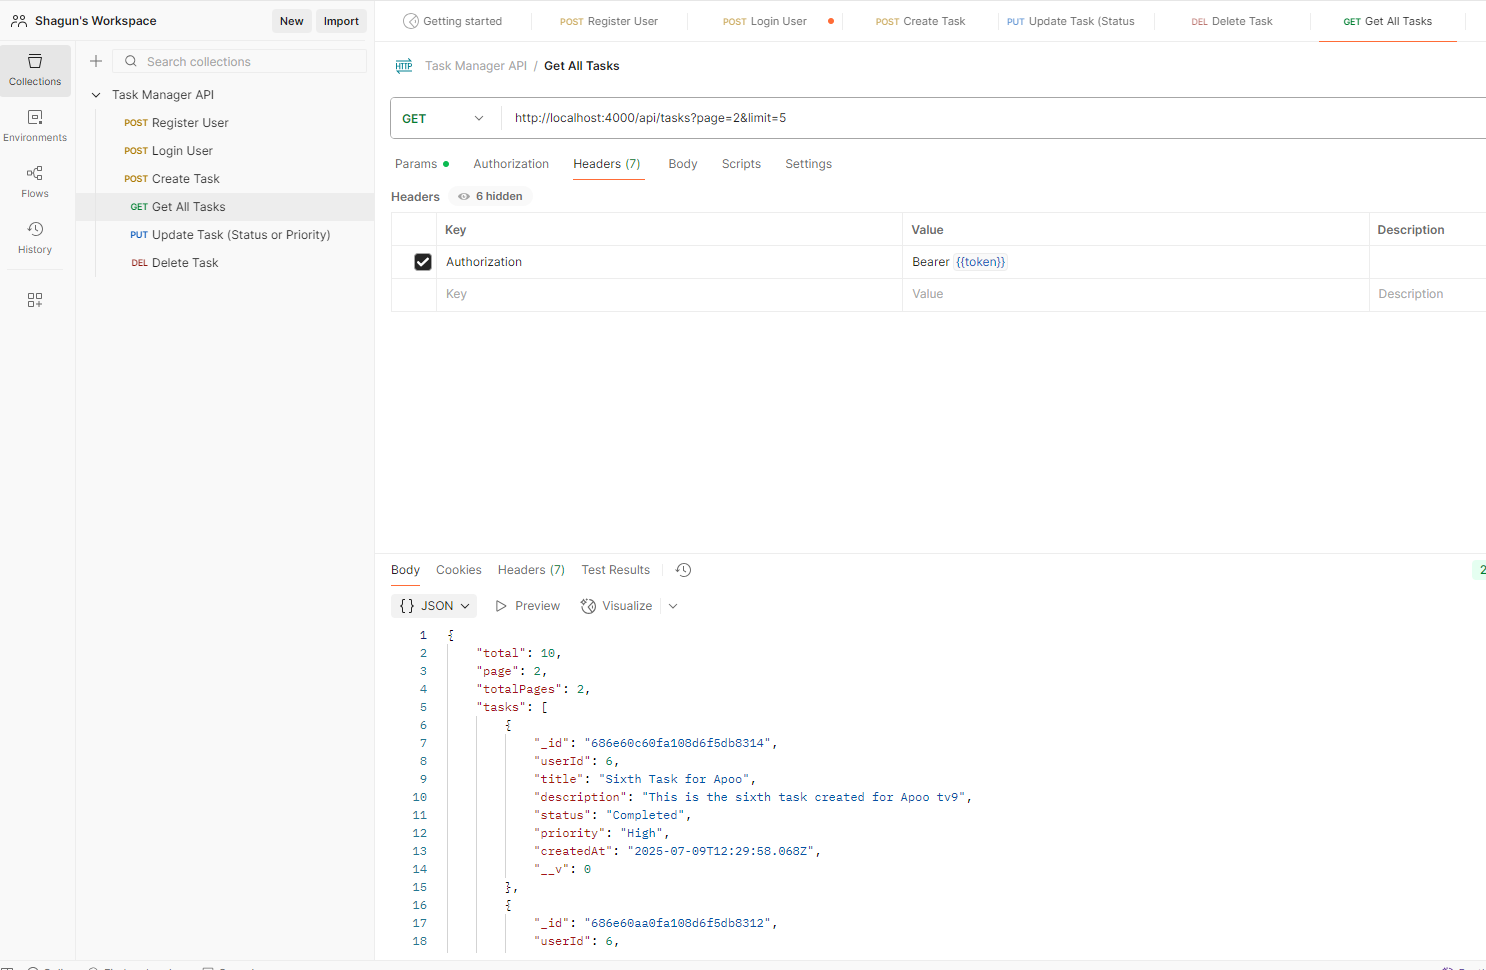 Shagun's Workspace
New
Import
Getting started
POST Register User
POST Login User
POST Create Task
PUT Update Task (Status
DEL Delete Task
GET Get All Tasks
Collections
Environments
Flows
History
Search collections
Task Manager API
POST Register User
POST Login User
POST Create Task
GET Get All Tasks
PUT Update Task (Status or Priority)
DEL Delete Task
HTTP Task Manager API / Get All Tasks
GET http://localhost:4000/api/tasks?page=2&limit=5
Params Authorization Headers (7) Body Scripts Settings
Headers 6 hidden
Key Value Description
Authorization Bearer {{token}}
Key Value Description
Body Cookies Headers (7) Test Results
2
{} JSON Preview Visualize
1 {
2 "total": 10,
3 "page": 2,
4 "totalPages": 2,
5 "tasks": [
6 {
7 "_id": "686e60c60fa108d6f5db8314",
8 "userId": 6,
9 "title": "Sixth Task for Apoo",
10 "description": "This is the sixth task created for Apoo tv9",
11 "status": "Completed",
12 "priority": "High",
13 "createdAt": "2025-07-09T12:29:58.068Z",
14 "__v": 0
15 },
16 {
17 "_id": "686e60aa0fa108d6f5db8312",
18 "userId": 6,